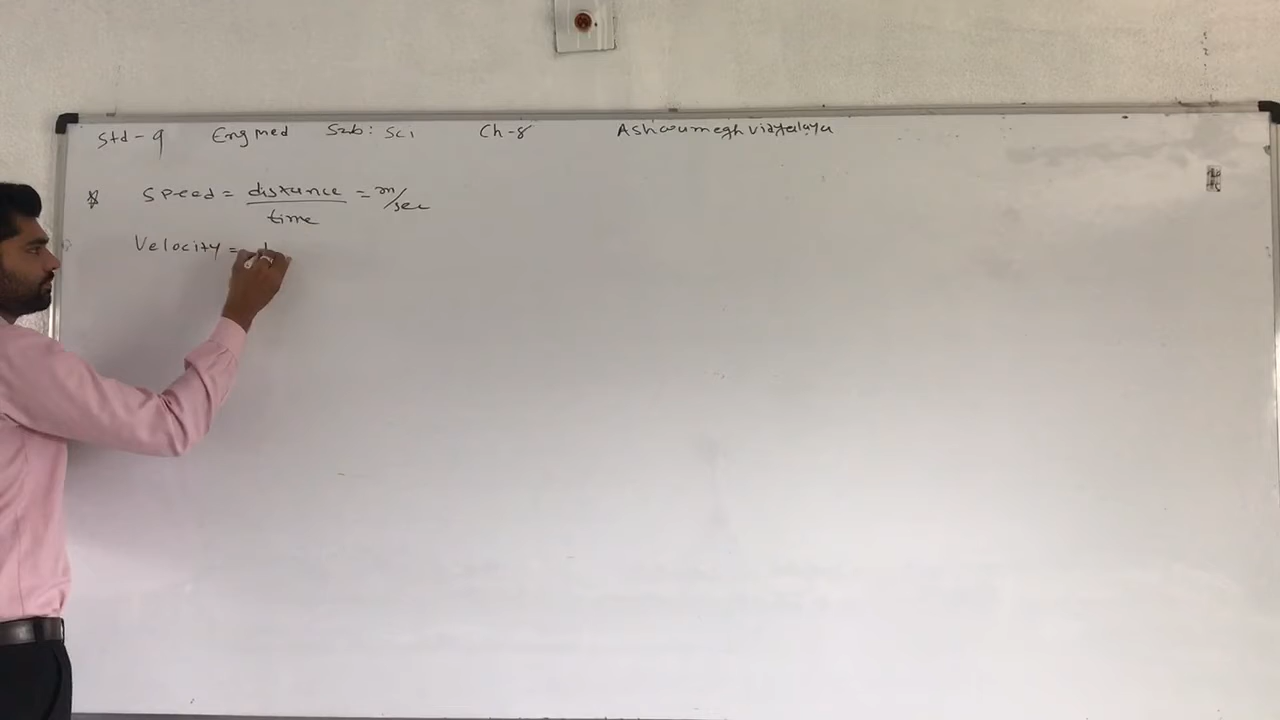 Std-9 Eng Med Sub: Sci Ch-8 Ashwamegh vidyalaya
* Speed = distance / time = m/sec
Velocity = d